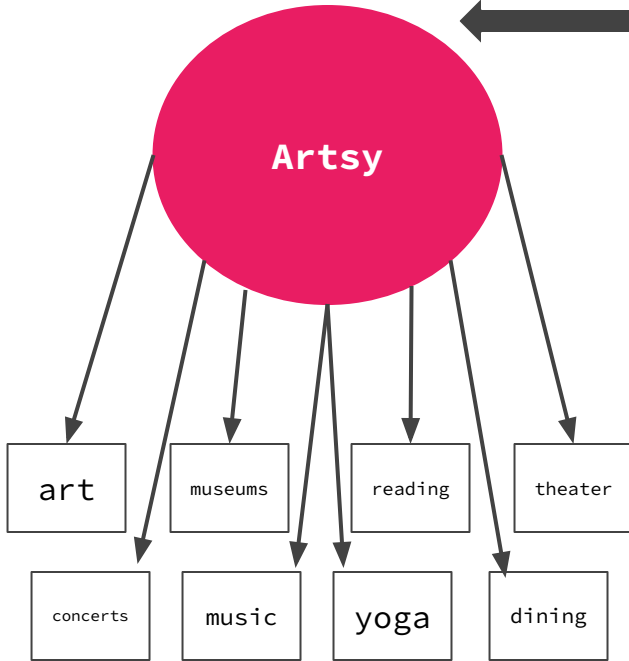 Artsy
art
museums
reading
theater
concerts
music
yoga
dining